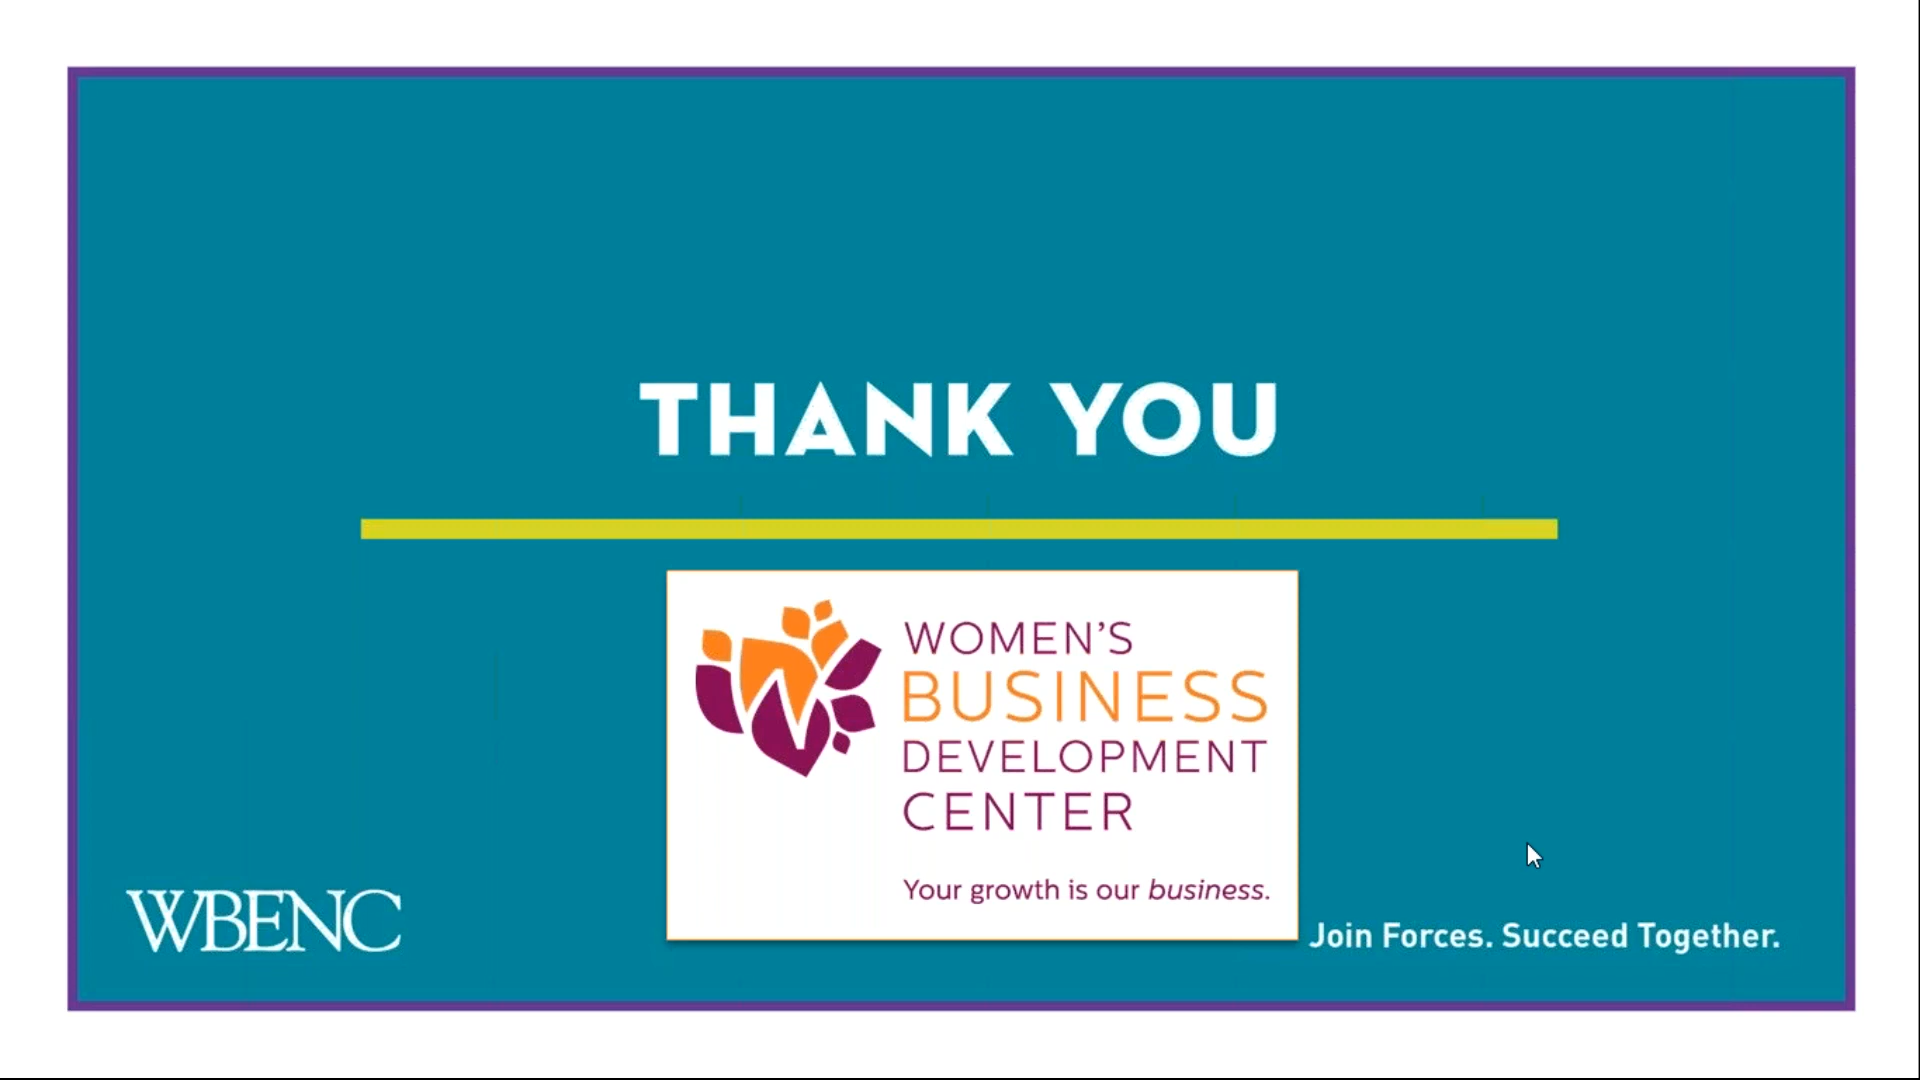 THANK YOU
WOMEN'S
BUSINESS
DEVELOPMENT
CENTER
Your growth is our business.
WBENC
Join Forces. Succeed Together.